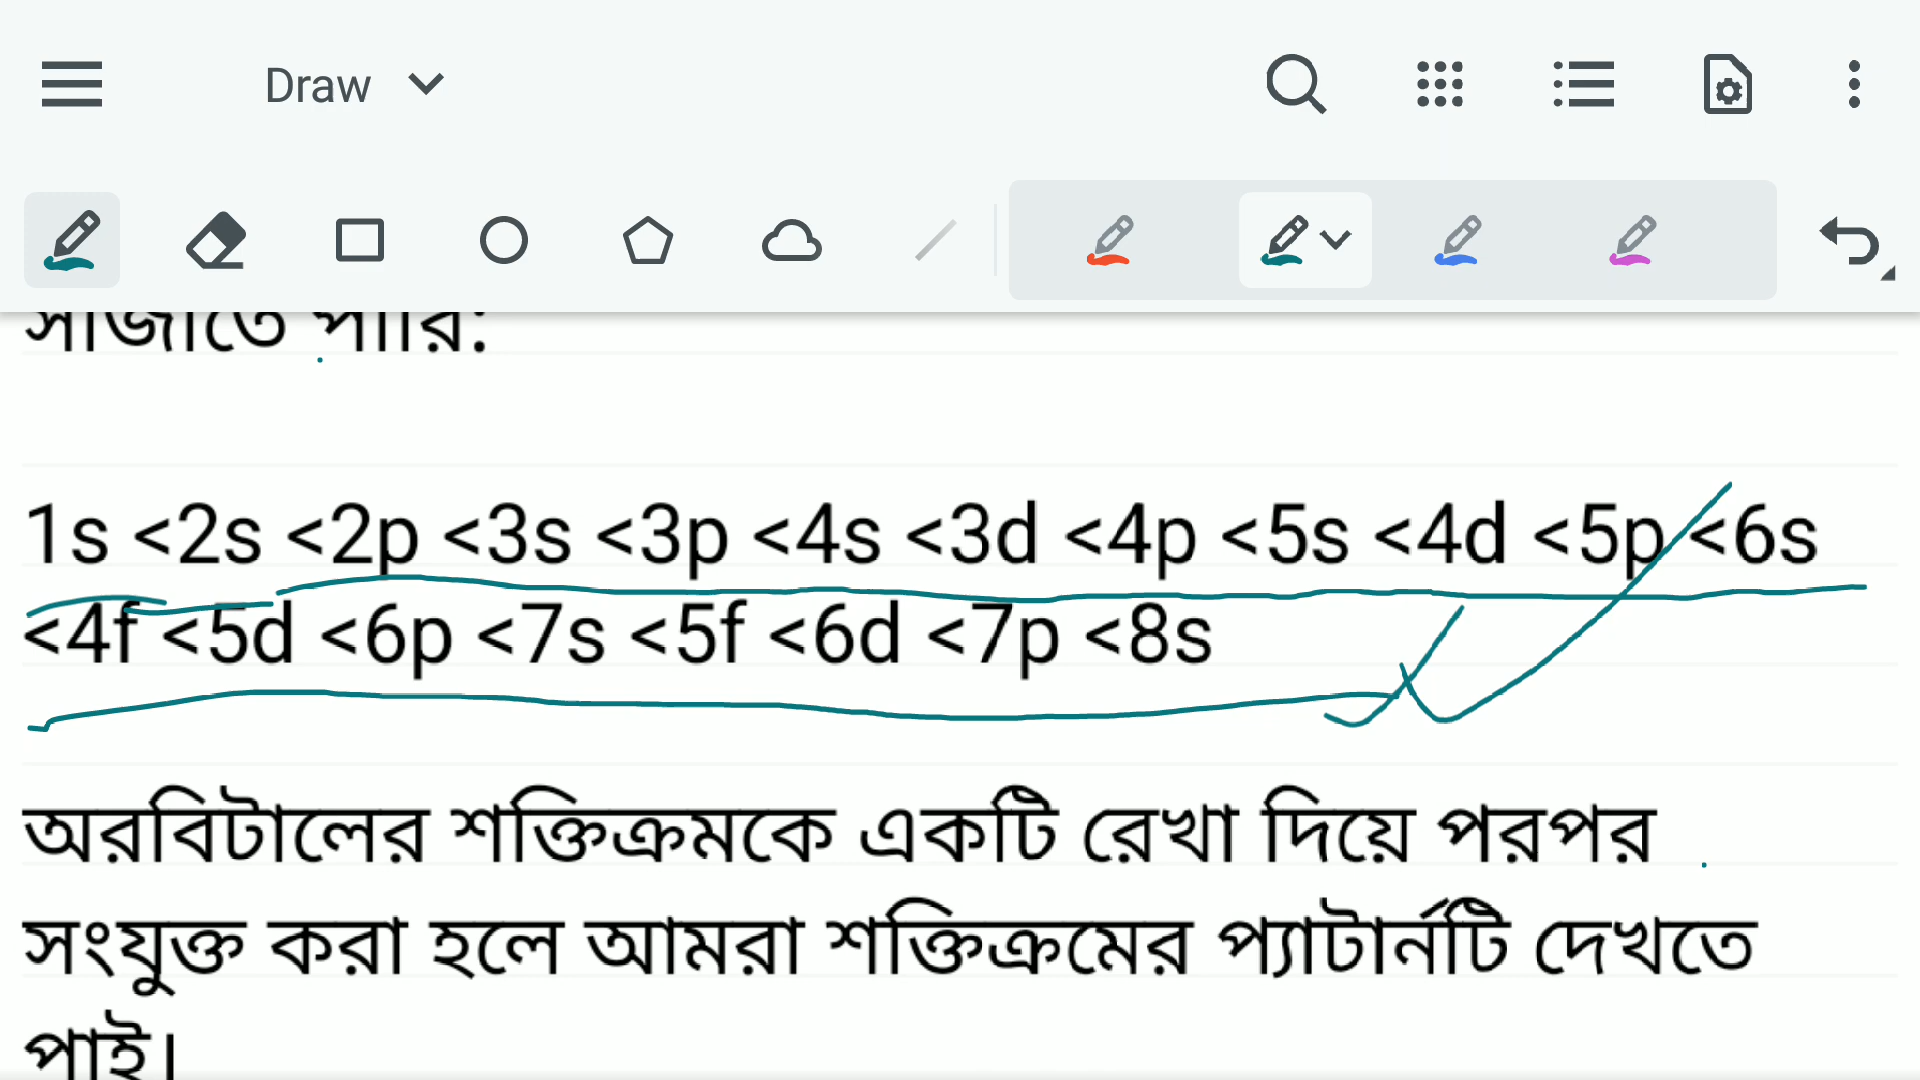 Draw
সাজাতে পারি:
1s <2s <2p <3s <3p <4s <3d <4p <5s <4d <5p <6s
<4f <5d <6p <7s <5f <6d <7p <8s
অরবিটালের শক্তিক্রমকে একটি রেখা দিয়ে পরপর
সংযুক্ত করা হলে আমরা শক্তিক্রমের প্যাটার্নটি দেখতে
পাই।